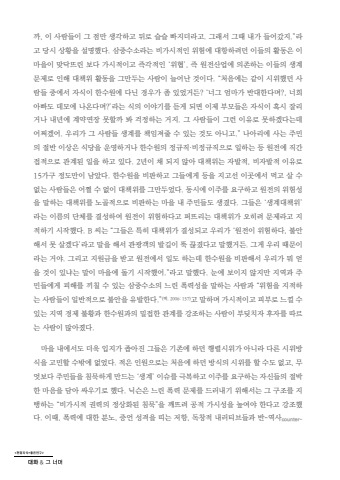 까, 이 사람들이 그 점만 생각하고 뒤로 슬슬 빠지더라고. 그래서 그때 내가 들어갔지.”라
고 당시 상황을 설명했다. 삼중수소라는 비가시적인 위험에 대항하려던 이들의 활동은 이
마을이 맞닥뜨린 보다 가시적이고 즉각적인 ‘위협’, 즉 원전산업에 의존하는 이들의 생계
문제로 인해 대책위 활동을 그만두는 사람이 늘어난 것이다. “처음에는 같이 시위했던 사
람들 중에서 자식이 한수원에 다닌 경우가 좀 있었거든? ‘너그 엄마가 반대한다며?, 너희
아빠도 데모에 나온다며?’라는 식의 이야기를 듣게 되면 이제 부모들은 자식이 혹시 잘리
거나 내년에 계약연장 못할까 봐 걱정하는 거지. 그 사람들이 그런 이유로 못하겠다는데
어쩌겠어. 우리가 그 사람들 생계를 책임져줄 수 있는 것도 아니고.” 나아리에 사는 주민
의 절반 이상은 식당을 운영하거나 한수원의 정규직·비정규직으로 일하는 등 원전에 직간
접적으로 관계된 일을 하고 있다. 2년이 채 되지 않아 대책위는 자발적, 비자발적 이유로
15가구 정도만이 남았다. 한수원을 비판하고 그들에게 등을 지고선 이곳에서 먹고 살 수
없는 사람들은 어쩔 수 없이 대책위를 그만두었다. 동시에 이주를 요구하고 원전의 위험성
을 말하는 대책위를 노골적으로 비판하는 마을 내 주민들도 생겼다. 그들은 ‘생계대책위’
라는 이름의 단체를 결성하여 원전이 위험하다고 퍼뜨리는 대책위가 오히려 문제라고 지
적하기 시작했다. B 씨는 “그들은 특히 대책위가 결성되고 우리가 ‘원전이 위험하다, 불안
해서 못 살겠다’라고 말을 해서 관광객의 발길이 뚝 끊겼다고 말했거든. 그게 우리 때문이
라는 거야. 그리고 지원금을 받고 원전에서 일도 하는데 한수원을 비판해서 우리가 뭐 얻
을 것이 있냐는 말이 마을에 돌기 시작했어.”라고 말했다. 눈에 보이지 않지만 지역과 주
민들에게 피해를 끼칠 수 있는 삼중수소의 느린 폭력성을 말하는 사람과 “위험을 지적하
는 사람들이 일반적으로 불안을 유발한다.”고 말하며 가시적이고 피부로 느낄 수
있는 지역 경제 불황과 한수원과의 밀접한 관계를 강조하는 사람이 부딪치자 후자를 따르
는 사람이 많아졌다.
마을 내에서도 더욱 입지가 좁아진 그들은 기존에 하던 행렬시위가 아니라 다른 시위방
식을 고민할 수밖에 없었다. 적은 인원으로는 처음에 하던 방식의 시위를 할 수도 없고, 무
엇보다 주민들을 침묵하게 만드는 ‘생계’ 이슈를 극복하고 이주를 요구하는 자신들의 절박
한 마음을 담아 싸우기로 했다. 닉슨은 느린 폭력 문제를 드러내기 위해서는 그 구조를 지
탱하는 “비가시적 권력의 정상화된 침묵”을 깨뜨려 공적 가시성을 높여야 한다고 강조했
다. 이때, 폭력에 대한 분노, 증언 성격을 띄는 저항, 독창적 내러티브들과 반-역사counter-
대화 & 그 너머